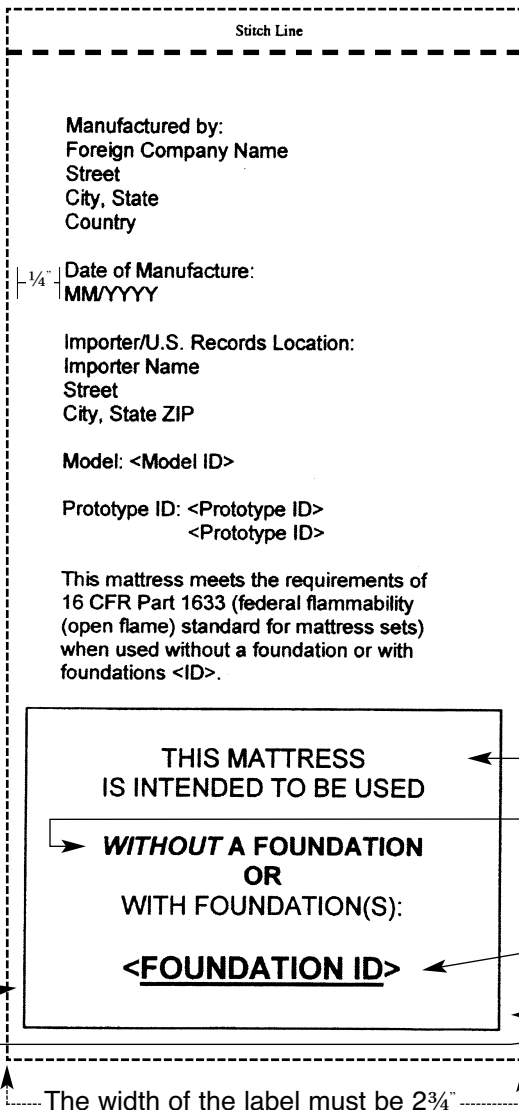 Stitch Line
Manufactured by:
Foreign Company Name
Street
City, State
Country
¼" Date of Manufacture:
MM/YYYY
Importer/U.S. Records Location:
Importer Name
Street
City, State ZIP
Model: <Model ID>
Prototype ID: <Prototype ID>
<Prototype ID>
This mattress meets the requirements of
16 CFR Part 1633 (federal flammability
(open flame) standard for mattress sets)
when used without a foundation or with
foundations <ID>.
THIS MATTRESS
IS INTENDED TO BE USED
WITHOUT A FOUNDATION
OR
WITH FOUNDATION(S):
<FOUNDATION ID>
The width of the label must be 2¾"